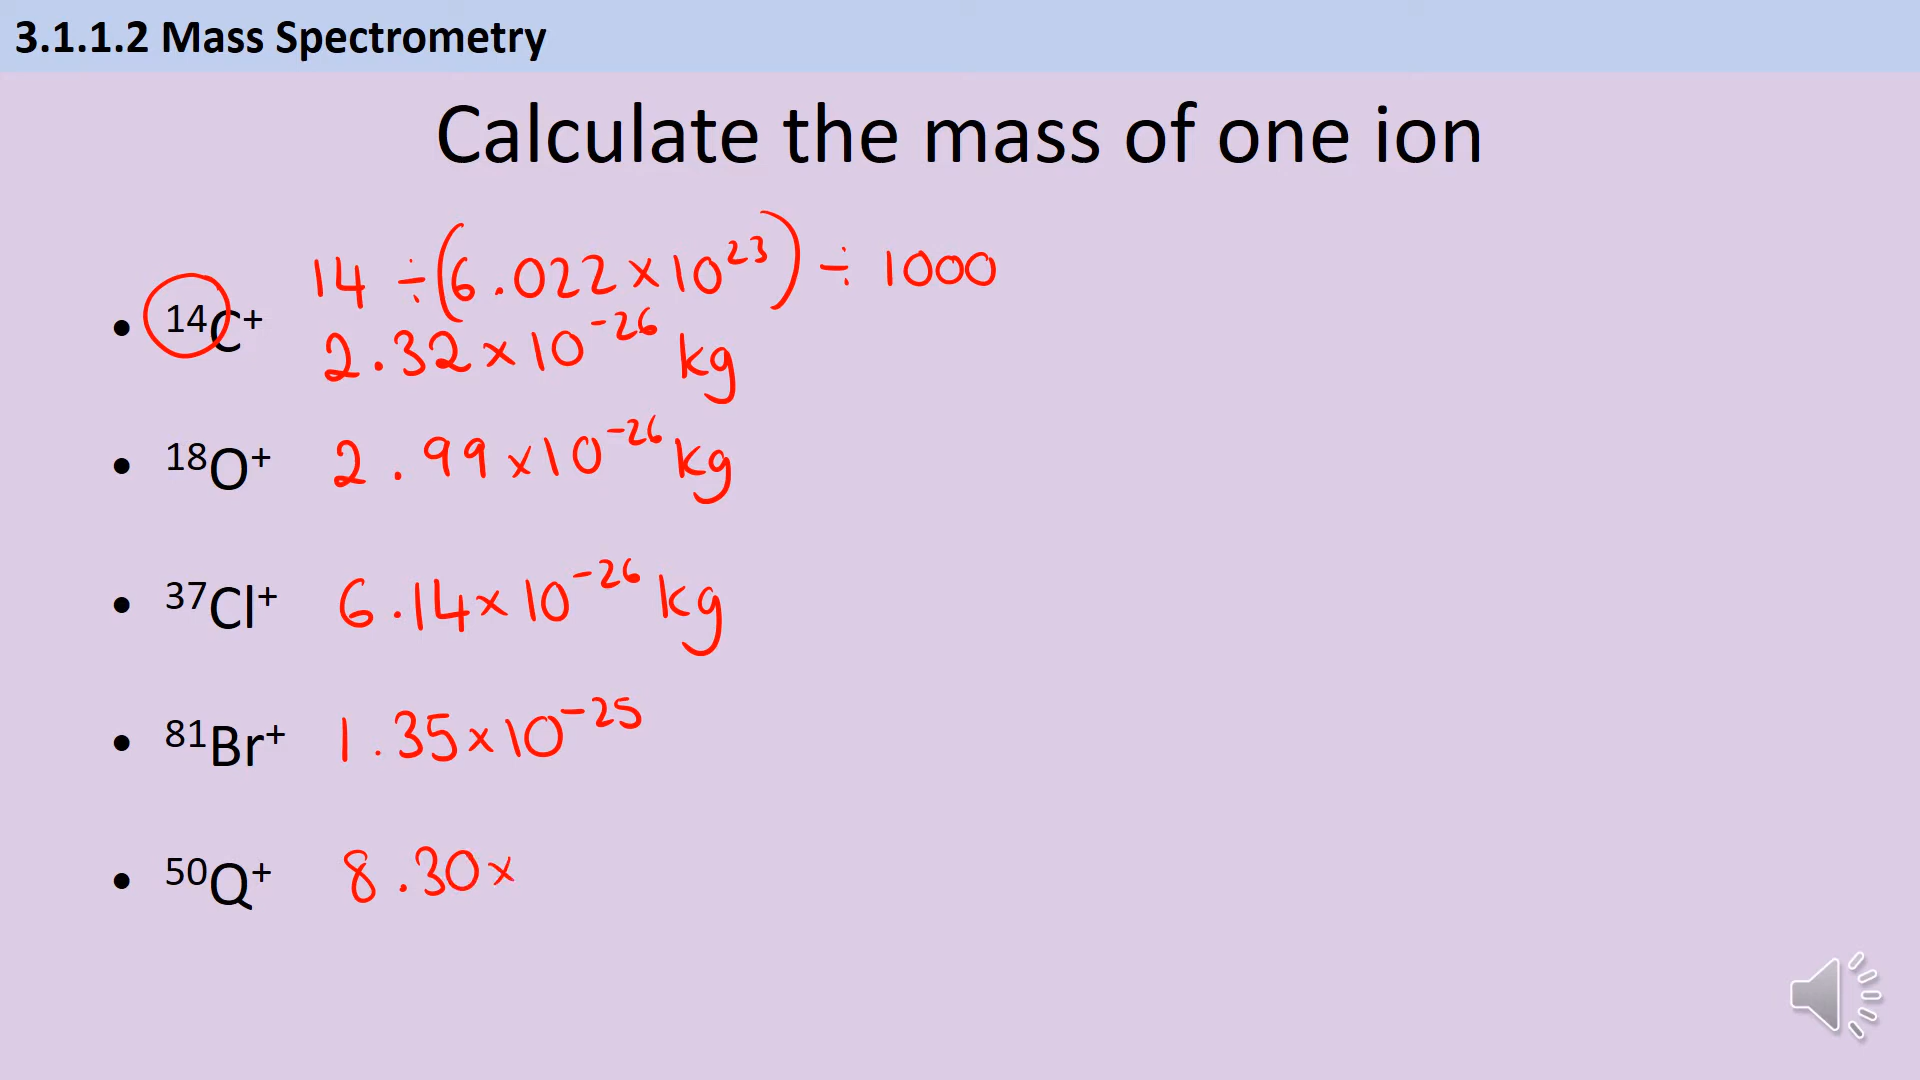 3.1.1.2 Mass Spectrometry
Calculate the mass of one ion
14 ÷ (6.022 × 10²³) ÷ 1000
• ¹⁴C⁺
2.32 × 10⁻²⁶ kg
• ¹⁸O⁺ 2.99 × 10⁻²⁶ kg
• ³⁷Cl⁺ 6.14 × 10⁻²⁶ kg
• ⁸¹Br⁺ 1.35 × 10⁻²⁵
• ⁵⁰Q⁺ 8.30 ×